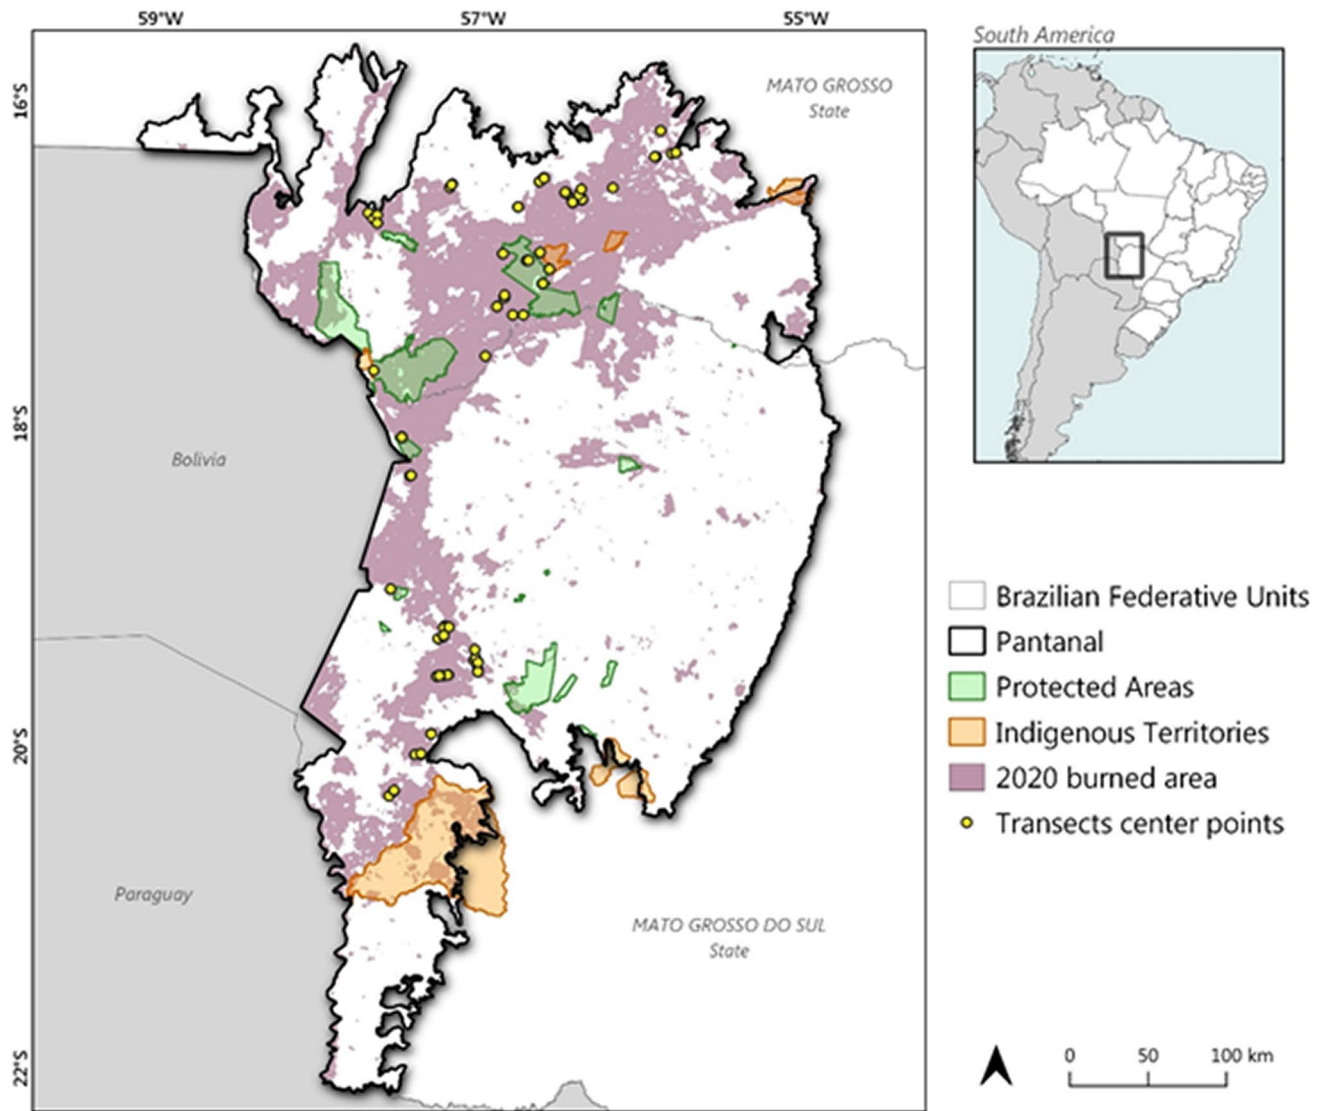 59°W
57°W
55°W
South America
16°S
MATO GROSSO
State
18°S
Bolivia
Brazilian Federative Units
Pantanal
Protected Areas
Indigenous Territories
20°S
2020 burned area
Transects center points
Paraguay
MATO GROSSO DO SUL
State
22°S
0 50 100 km